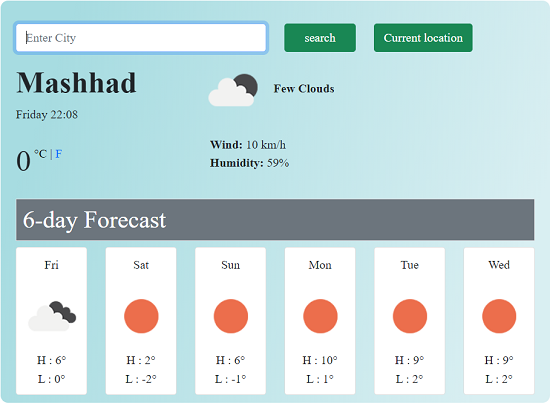 Enter City
search
Current location
Mashhad
Few Clouds
Friday 22:08
0 °C | F
Wind: 10 km/h
Humidity: 59%
6-day Forecast
Fri
H : 6°
L : 0°
Sat
H : 2°
L : -2°
Sun
H : 6°
L : -1°
Mon
H : 10°
L : 1°
Tue
H : 9°
L : 2°
Wed
H : 9°
L : 2°